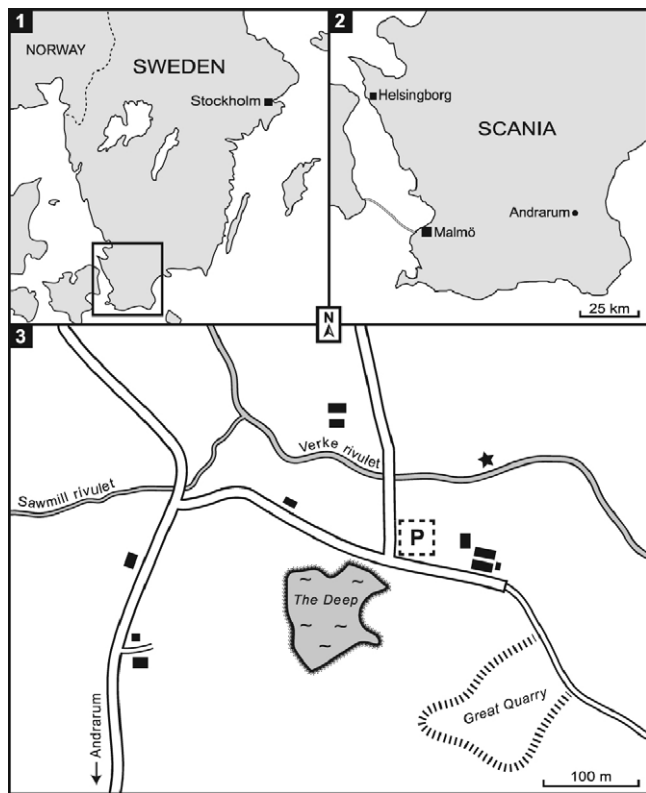 1
NORWAY
SWEDEN
Stockholm
2
Helsingborg
SCANIA
Andrarum
Malmö
25 km
N
3
Verke rivulet
Sawmill rivulet
P
The Deep
Great Quarry
Andrarum
100 m